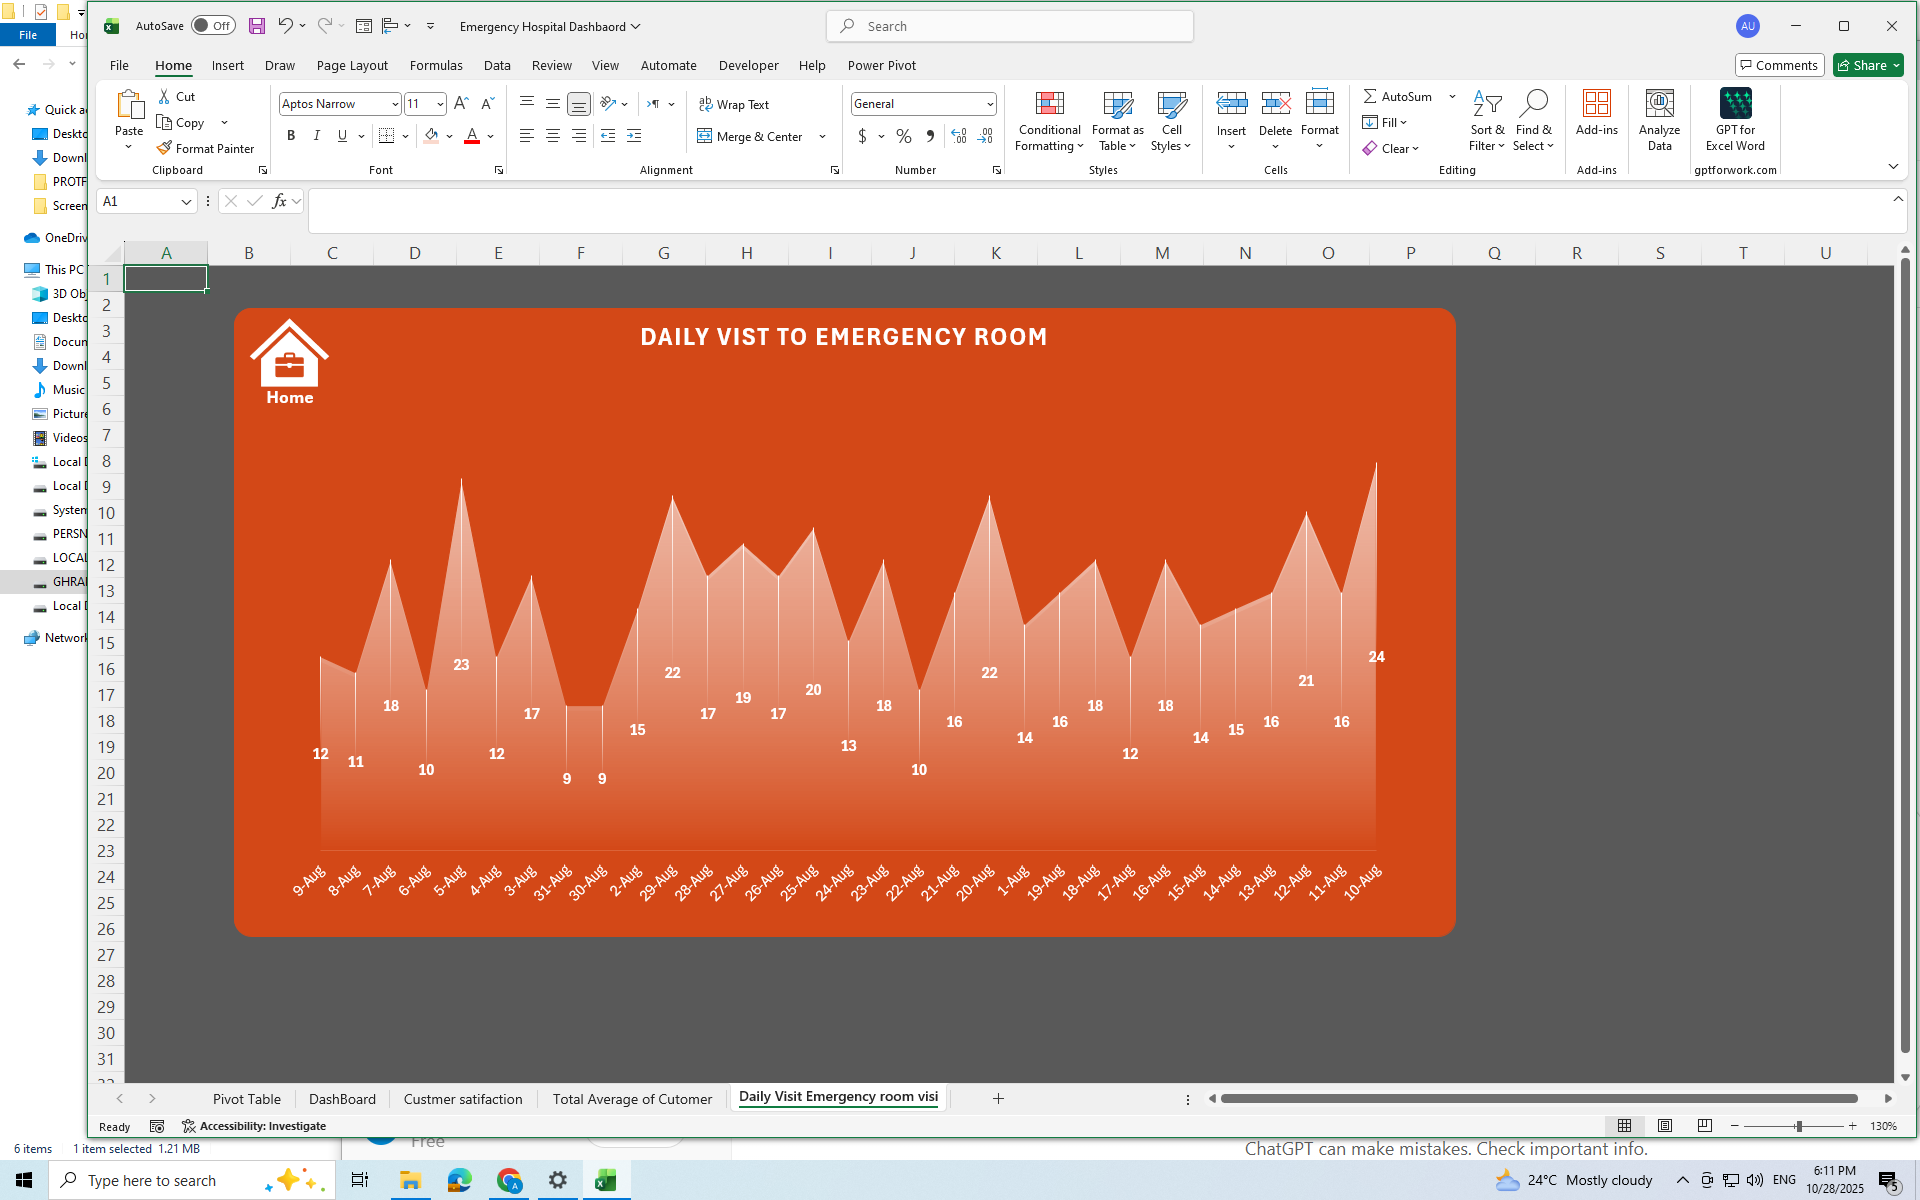 AutoSave Off Emergency Hospital Dashbaord Search AU
File Home Insert Draw Page Layout Formulas Data Review View Automate Developer Help Power Pivot Comments Share
File
Paste Cut Copy Format Painter Clipboard
Aptos Narrow 11 B I U Font
Wrap Text Merge & Center Alignment
General $ % Number
Conditional Formatting Format as Table Cell Styles Styles
Insert Delete Format Cells
AutoSum Fill Clear Sort & Filter Find & Select Editing
Add-ins Add-ins
Analyze Data
GPT for Excel Word gptforwork.com
A1 fx
A B C D E F G H I J K L M N O P Q R S T U
1
2
3
4
5
6
7
8
9
10
11
12
13
14
15
16
17
18
19
20
21
22
23
24
25
26
27
28
29
30
31
DAILY VIST TO EMERGENCY ROOM
Home
12 11 18 10 23 12 17 9 9 15 22 17 19 17 20 13 18 10 16 22 14 16 18 12 18 14 15 16 21 16 24
9-Aug 8-Aug 7-Aug 6-Aug 5-Aug 4-Aug 3-Aug 31-Aug 30-Aug 2-Aug 29-Aug 28-Aug 27-Aug 26-Aug 25-Aug 24-Aug 23-Aug 22-Aug 21-Aug 20-Aug 1-Aug 19-Aug 18-Aug 17-Aug 16-Aug 15-Aug 14-Aug 13-Aug 12-Aug 11-Aug 10-Aug
Quick a
Deskto
Downl
PROTF
Screen
OneDriv
This PC
3D Obj
Deskto
Docum
Downl
Music
Picture
Videos
Local D
Local D
System
PERSN
LOCAL
GHRA
Local D
Network
Pivot Table DashBoard Custmer satifaction Total Average of Cutomer Daily Visit Emergency room visi
Ready Accessibility: Investigate 130%
6 items 1 item selected 1.21 MB
Free
ChatGPT can make mistakes. Check important info.
Type here to search 24°C Mostly cloudy ENG 6:11 PM
10/28/2025 5